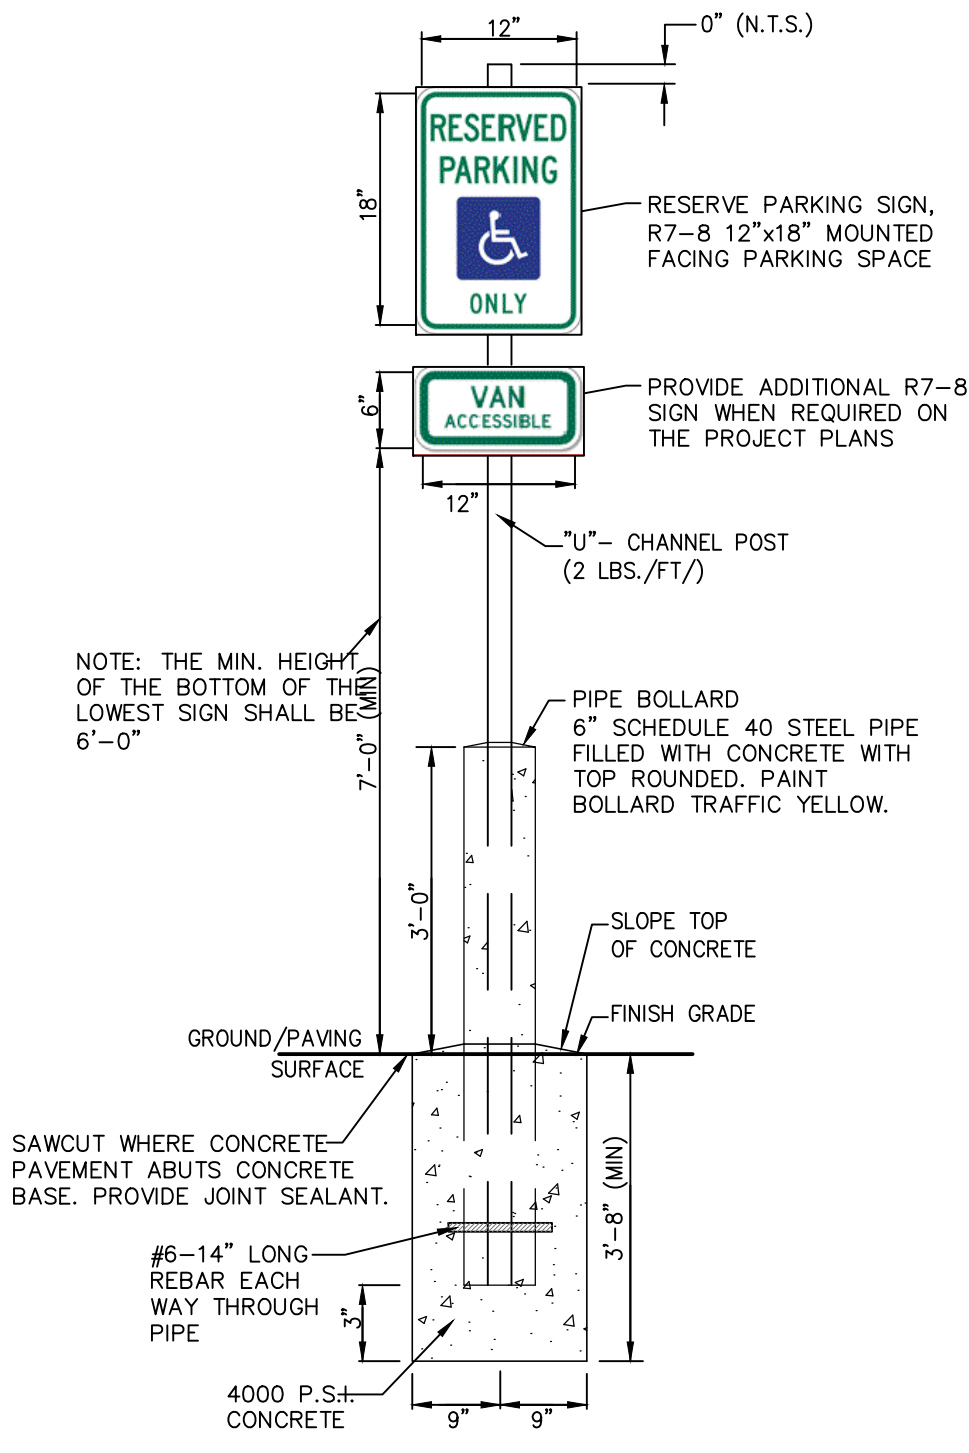 12"
0" (N.T.S.)
RESERVED
PARKING
ONLY
18"
RESERVE PARKING SIGN,
R7-8 12"x18" MOUNTED
FACING PARKING SPACE
VAN
ACCESSIBLE
6"
PROVIDE ADDITIONAL R7-8
SIGN WHEN REQUIRED ON
THE PROJECT PLANS
12"
"U"- CHANNEL POST
(2 LBS./FT/)
NOTE: THE MIN. HEIGHT
OF THE BOTTOM OF THE
LOWEST SIGN SHALL BE
6'-0"
7'-0" (MIN)
PIPE BOLLARD
6" SCHEDULE 40 STEEL PIPE
FILLED WITH CONCRETE WITH
TOP ROUNDED. PAINT
BOLLARD TRAFFIC YELLOW.
3'-0"
SLOPE TOP
OF CONCRETE
FINISH GRADE
GROUND/PAVING
SURFACE
SAWCUT WHERE CONCRETE
PAVEMENT ABUTS CONCRETE
BASE. PROVIDE JOINT SEALANT.
3'-8" (MIN)
#6-14" LONG
REBAR EACH
WAY THROUGH
PIPE
3"
4000 P.S.I.
CONCRETE
9"
9"